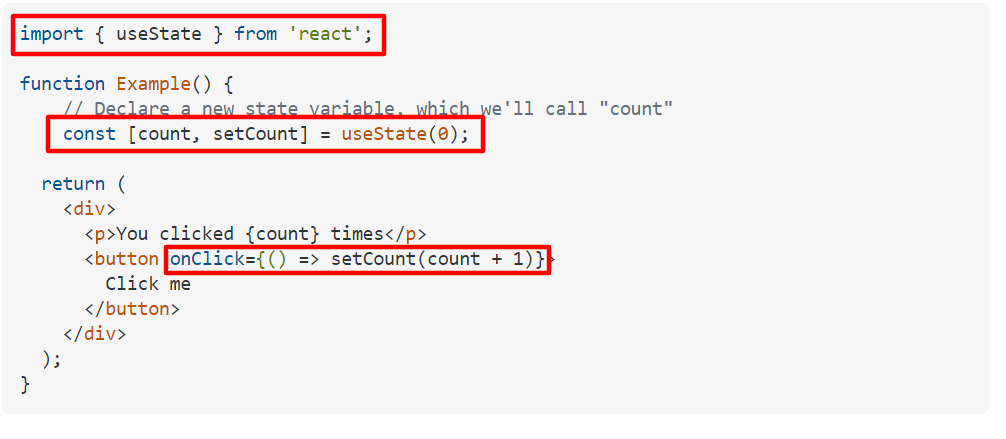 import { useState } from 'react';
function Example() {
    // Declare a new state variable, which we'll call "count"
    const [count, setCount] = useState(0);
  return (
    <div>
      <p>You clicked {count} times</p>
      <button onClick={() => setCount(count + 1)}>
        Click me
      </button>
    </div>
  );
}